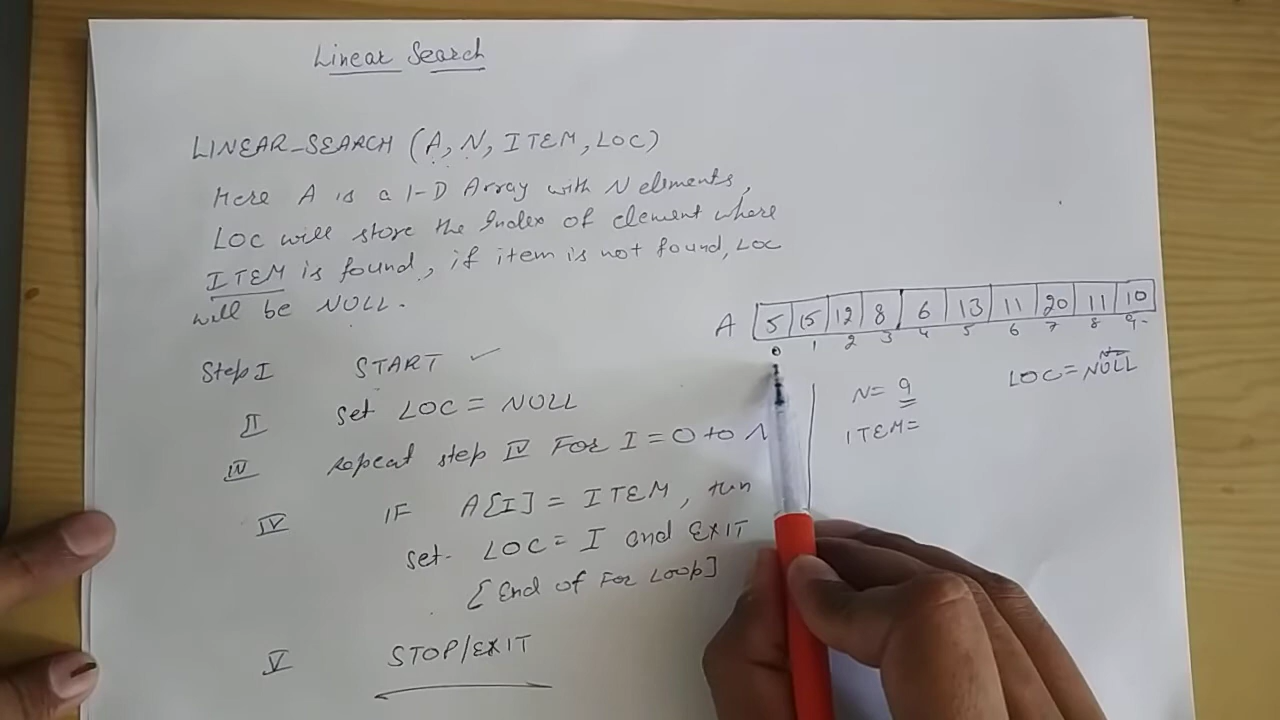 Linear Search
LINEAR_SEARCH (A, N, ITEM, LOC)
Here A is a 1-D Array with N elements,
LOC will store the Index of element where
ITEM is found, if item is not found, LOC
will be NULL.
A 5 15 12 8 6 13 11 20 11 10
0 1 2 3 4 5 6 7 8 9
Step I START ✓
II Set LOC = NULL
N = 9 LOC = NULL
III Repeat step IV For I = 0 to N
ITEM =
IV IF A[I] = ITEM, then
Set LOC = I and EXIT
[End of For Loop]
V STOP/EXIT